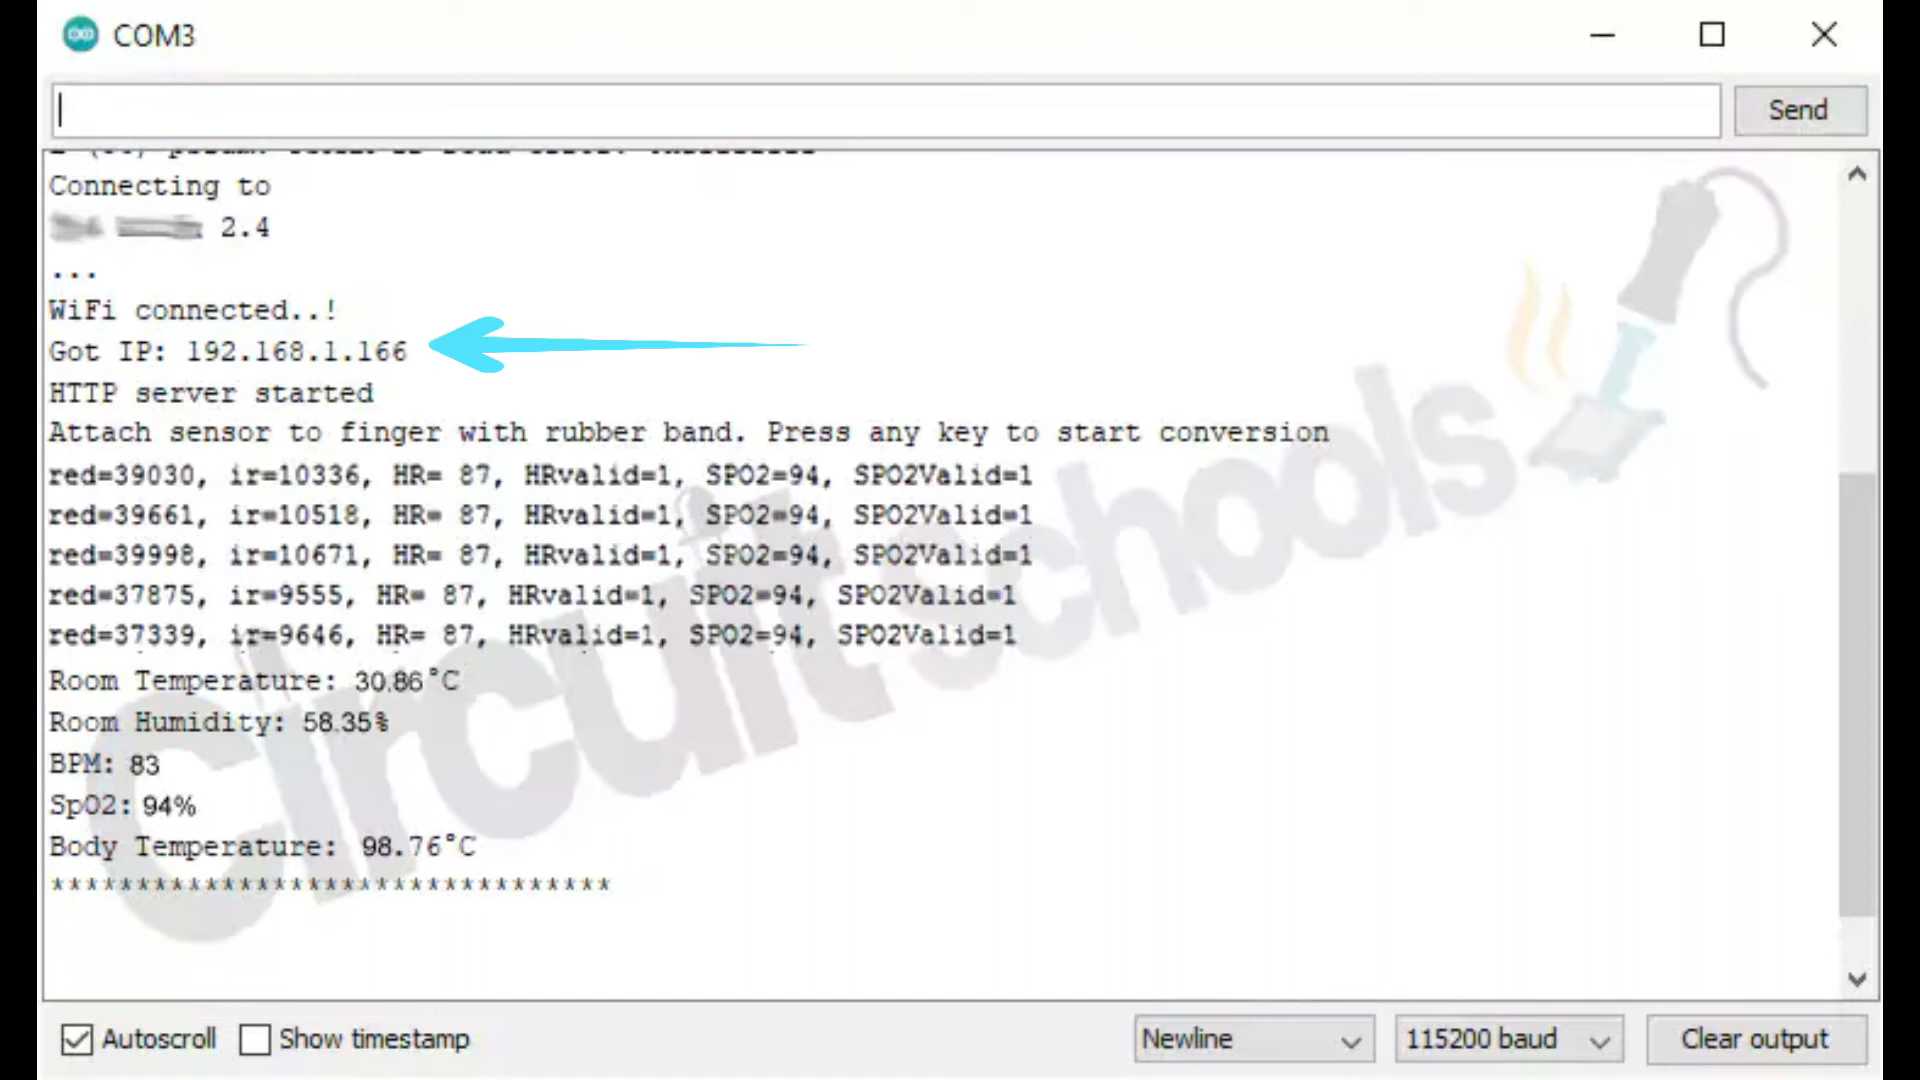 COM3
Send
Connecting to
2.4
...
WiFi connected..!
Got IP: 192.168.1.166
HTTP server started
Attach sensor to finger with rubber band. Press any key to start conversion
red=39030, ir=10336, HR= 87, HRvalid=1, SPO2=94, SPO2Valid=1
red=39661, ir=10518, HR= 87, HRvalid=1, SPO2=94, SPO2Valid=1
red=39998, ir=10671, HR= 87, HRvalid=1, SPO2=94, SPO2Valid=1
red=37875, ir=9555, HR= 87, HRvalid=1, SPO2=94, SPO2Valid=1
red=37339, ir=9646, HR= 87, HRvalid=1, SPO2=94, SPO2Valid=1
Room Temperature: 30.86°C
Room Humidity: 58.35%
BPM: 83
SpO2: 94%
Body Temperature: 98.76°C
*********************************
Circuit schools
Autoscroll
Show timestamp
Newline
115200 baud
Clear output